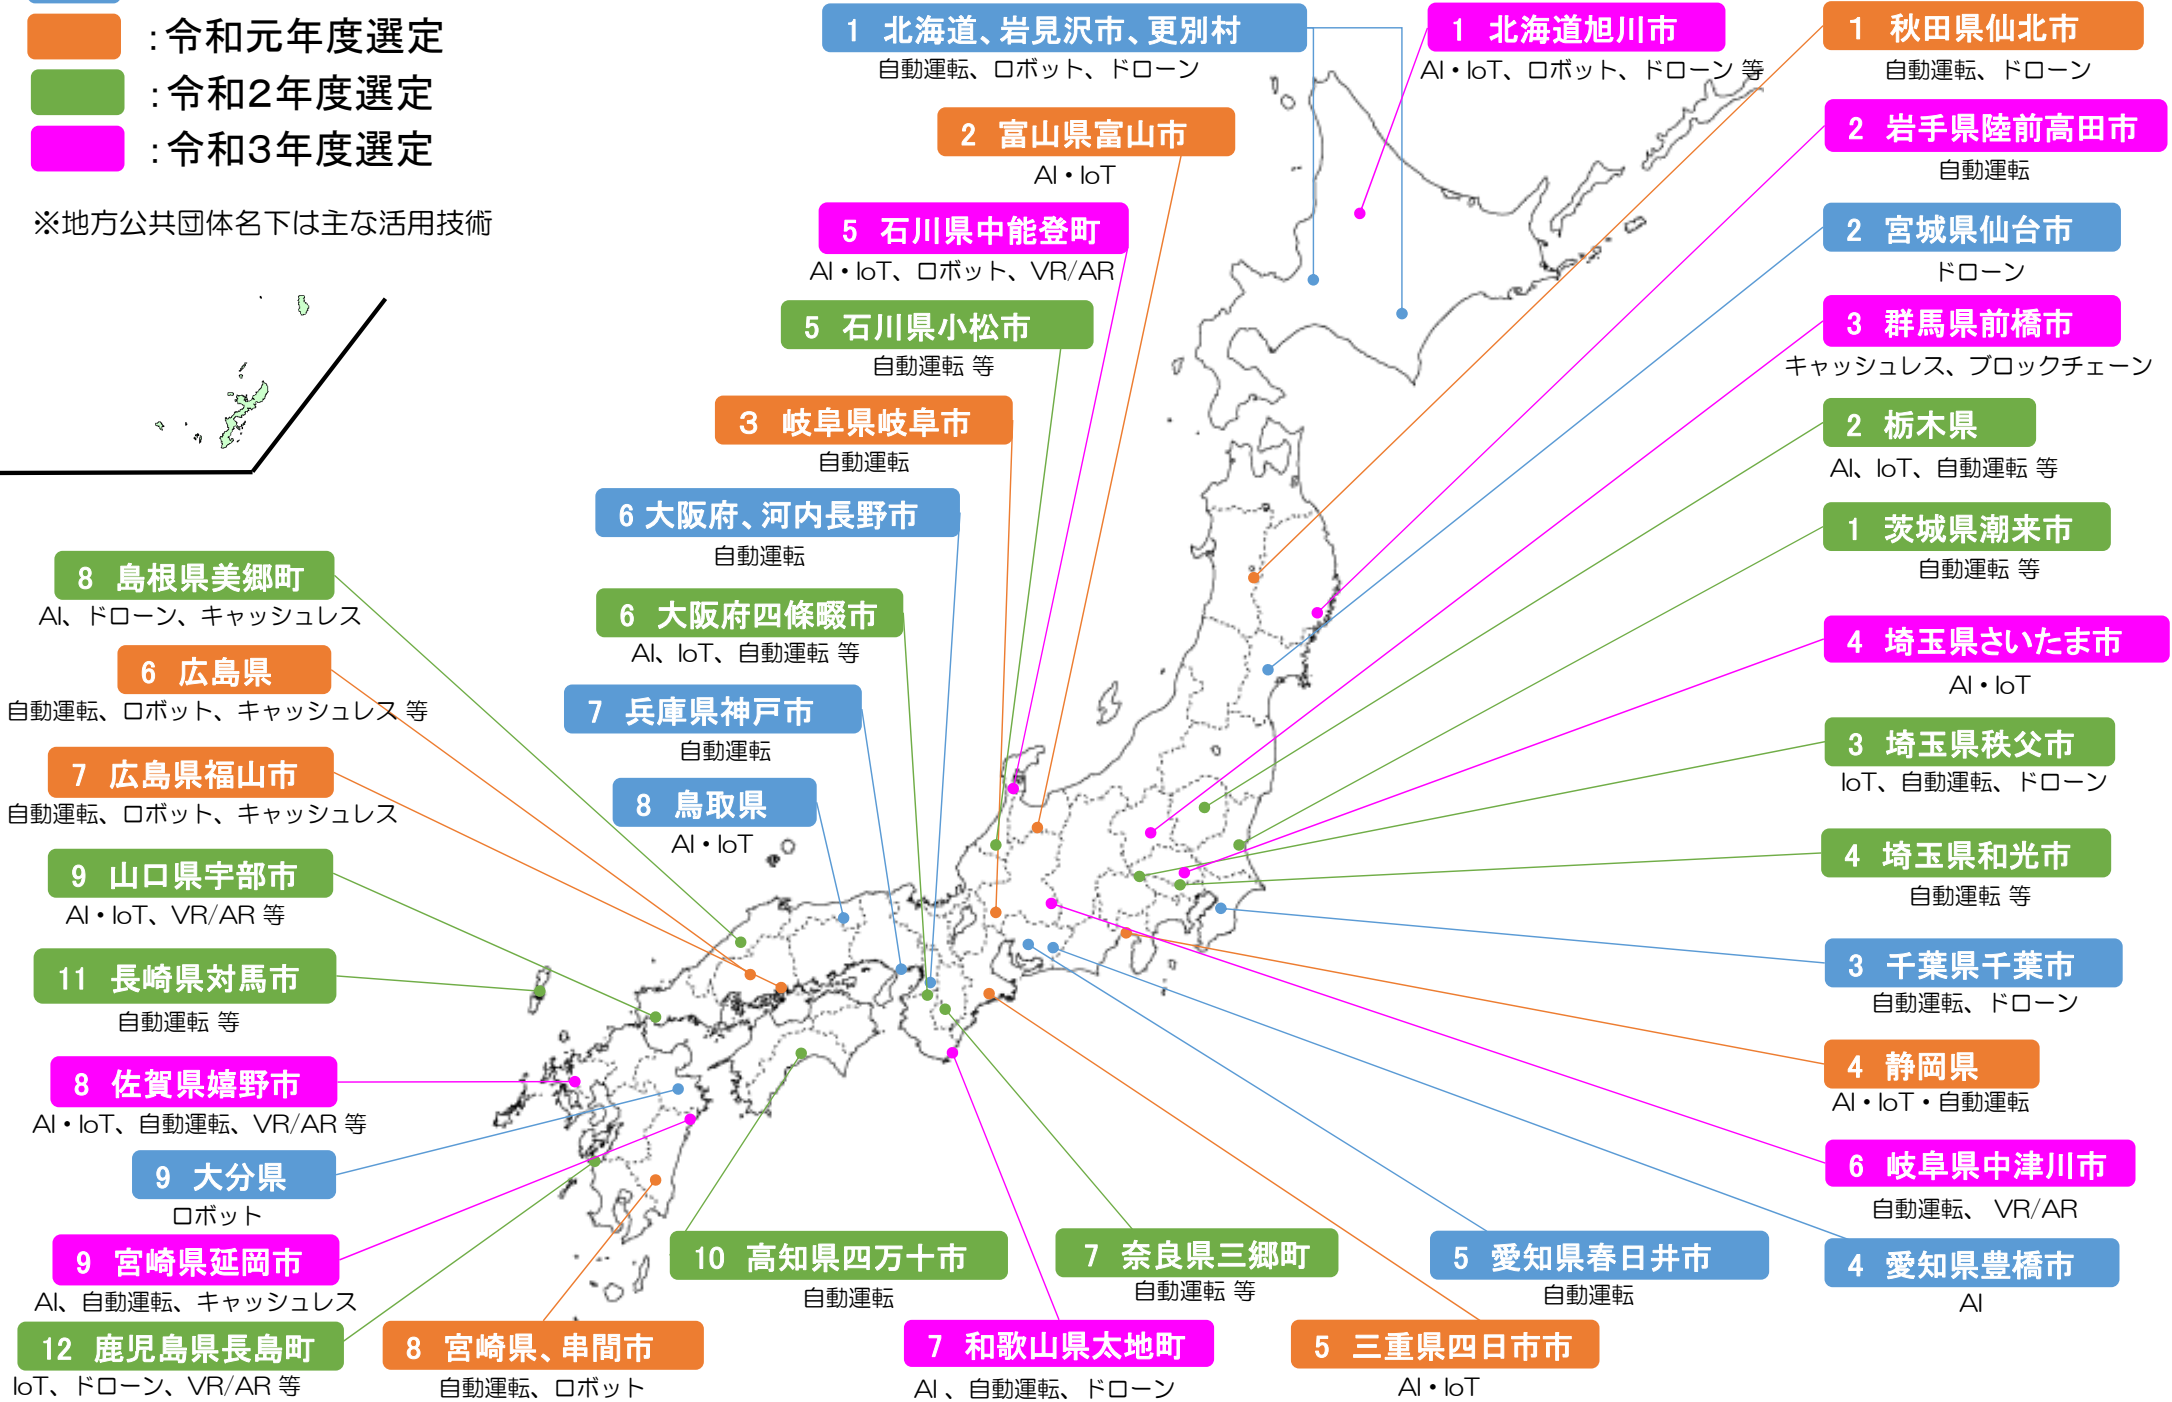 ：令和元年度選定
：令和2年度選定
：令和3年度選定
※地方公共団体名下は主な活用技術
1 北海道、岩見沢市、更別村
自動運転、ロボット、ドローン
1 北海道旭川市
AI・IoT、ロボット、ドローン 等
1 秋田県仙北市
自動運転、ドローン
2 富山県富山市
AI・IoT
2 岩手県陸前高田市
自動運転
5 石川県中能登町
AI・IoT、ロボット、VR/AR
2 宮城県仙台市
ドローン
5 石川県小松市
自動運転 等
3 群馬県前橋市
キャッシュレス、ブロックチェーン
3 岐阜県岐阜市
自動運転
2 栃木県
AI、IoT、自動運転 等
6 大阪府、河内長野市
自動運転
1 茨城県潮来市
自動運転 等
8 島根県美郷町
AI、ドローン、キャッシュレス
6 大阪府四條畷市
AI、IoT、自動運転 等
4 埼玉県さいたま市
AI・IoT
6 広島県
自動運転、ロボット、キャッシュレス 等
7 兵庫県神戸市
自動運転
3 埼玉県秩父市
IoT、自動運転、ドローン
7 広島県福山市
自動運転、ロボット、キャッシュレス
8 鳥取県
AI・IoT
4 埼玉県和光市
自動運転 等
9 山口県宇部市
AI・IoT、VR/AR 等
11 長崎県対馬市
自動運転 等
3 千葉県千葉市
自動運転、ドローン
8 佐賀県嬉野市
AI・IoT、自動運転、VR/AR 等
4 静岡県
AI・IoT・自動運転
9 大分県
ロボット
6 岐阜県中津川市
自動運転、 VR/AR
9 宮崎県延岡市
AI、自動運転、キャッシュレス
10 高知県四万十市
自動運転
7 奈良県三郷町
自動運転 等
5 愛知県春日井市
自動運転
4 愛知県豊橋市
AI
12 鹿児島県長島町
IoT、ドローン、VR/AR 等
8 宮崎県、串間市
自動運転、ロボット
7 和歌山県太地町
AI 、自動運転、ドローン
5 三重県四日市市
AI・IoT